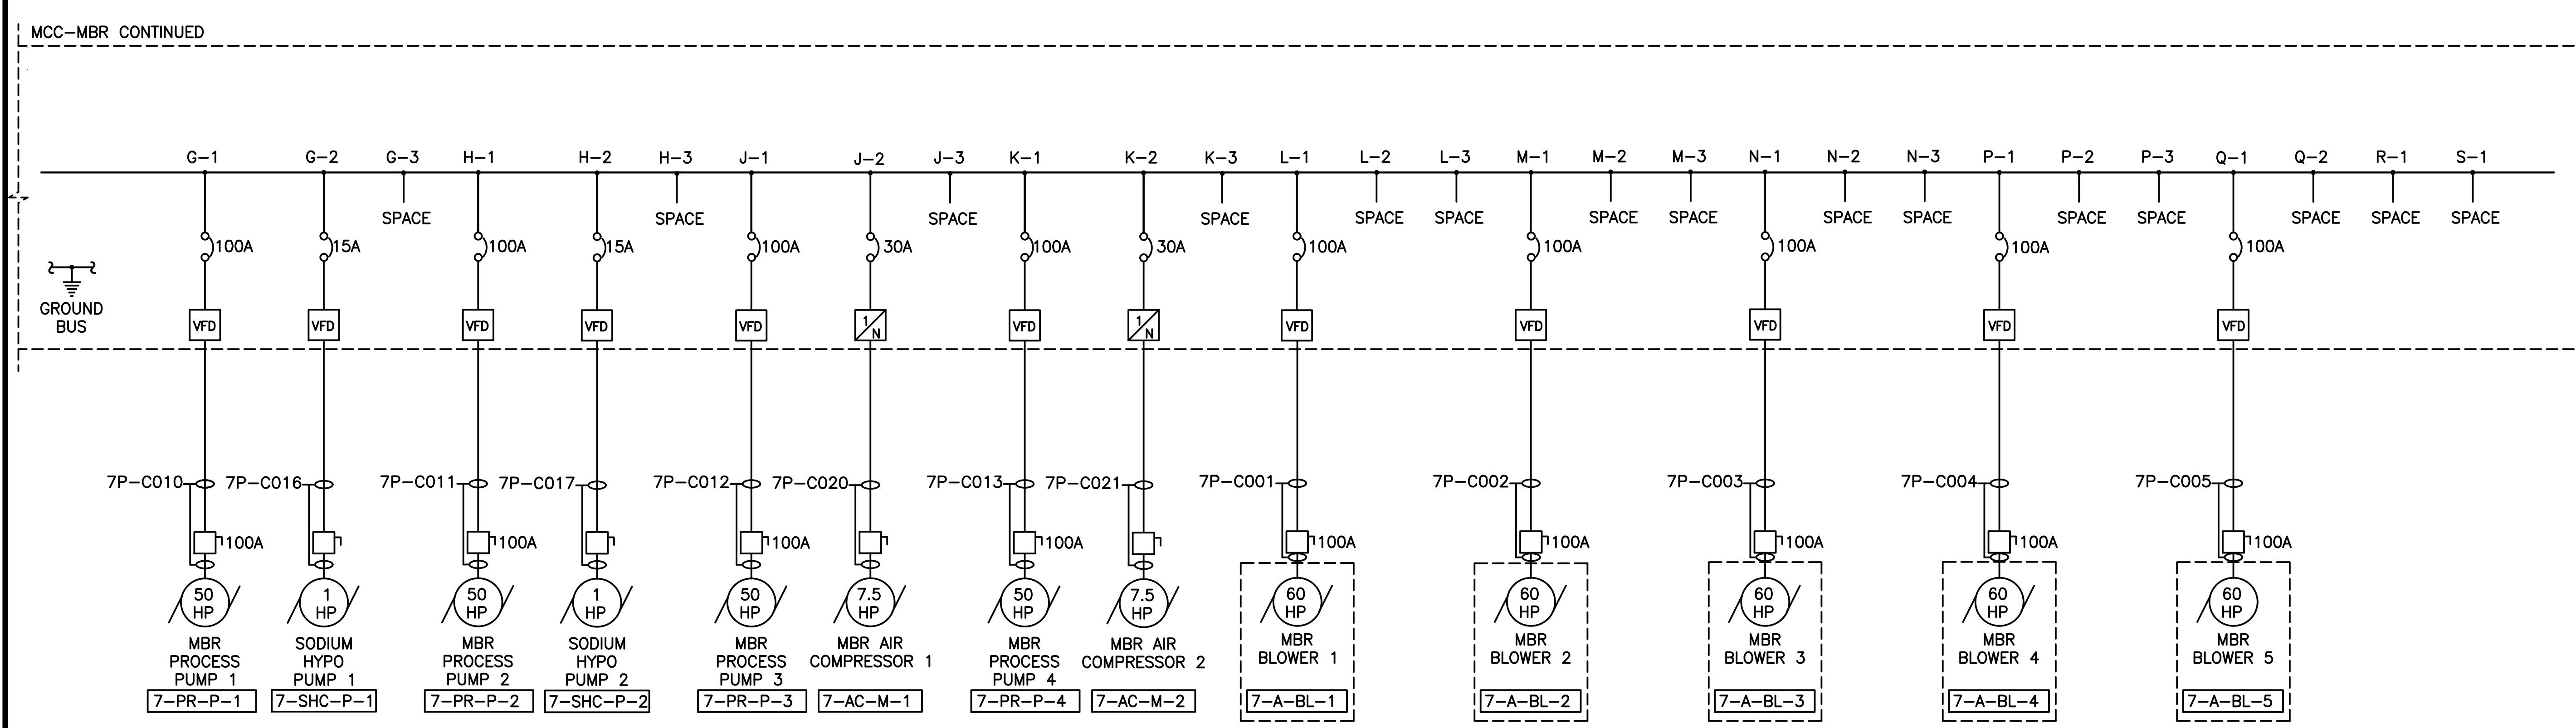 MCC-MBR CONTINUED
G-1 G-2 G-3 H-1 H-2 H-3 J-1 J-2 J-3 K-1 K-2 K-3 L-1 L-2 L-3 M-1 M-2 M-3 N-1 N-2 N-3 P-1 P-2 P-3 Q-1 Q-2 R-1 S-1
SPACE SPACE SPACE SPACE SPACE SPACE SPACE SPACE SPACE SPACE SPACE SPACE SPACE SPACE SPACE
100A 15A 100A 15A 100A 30A 100A 30A 100A 100A 100A 100A 100A
GROUND
BUS
VFD VFD VFD VFD VFD 1/N VFD 1/N VFD VFD VFD VFD VFD
7P-C010 7P-C016 7P-C011 7P-C017 7P-C012 7P-C020 7P-C013 7P-C021 7P-C001 7P-C002 7P-C003 7P-C004 7P-C005
100A 100A 100A 100A 100A 100A 100A 100A 100A
50 1 50 1 50 7.5 50 7.5 60 60 60 60 60
HP HP HP HP HP HP HP HP HP HP HP HP HP
MBR
PROCESS
PUMP 1
7-PR-P-1
SODIUM
HYPO
PUMP 1
7-SHC-P-1
MBR
PROCESS
PUMP 2
7-PR-P-2
SODIUM
HYPO
PUMP 2
7-SHC-P-2
MBR
PROCESS
PUMP 3
7-PR-P-3
MBR AIR
COMPRESSOR 1
7-AC-M-1
MBR
PROCESS
PUMP 4
7-PR-P-4
MBR AIR
COMPRESSOR 2
7-AC-M-2
MBR
BLOWER 1
7-A-BL-1
MBR
BLOWER 2
7-A-BL-2
MBR
BLOWER 3
7-A-BL-3
MBR
BLOWER 4
7-A-BL-4
MBR
BLOWER 5
7-A-BL-5